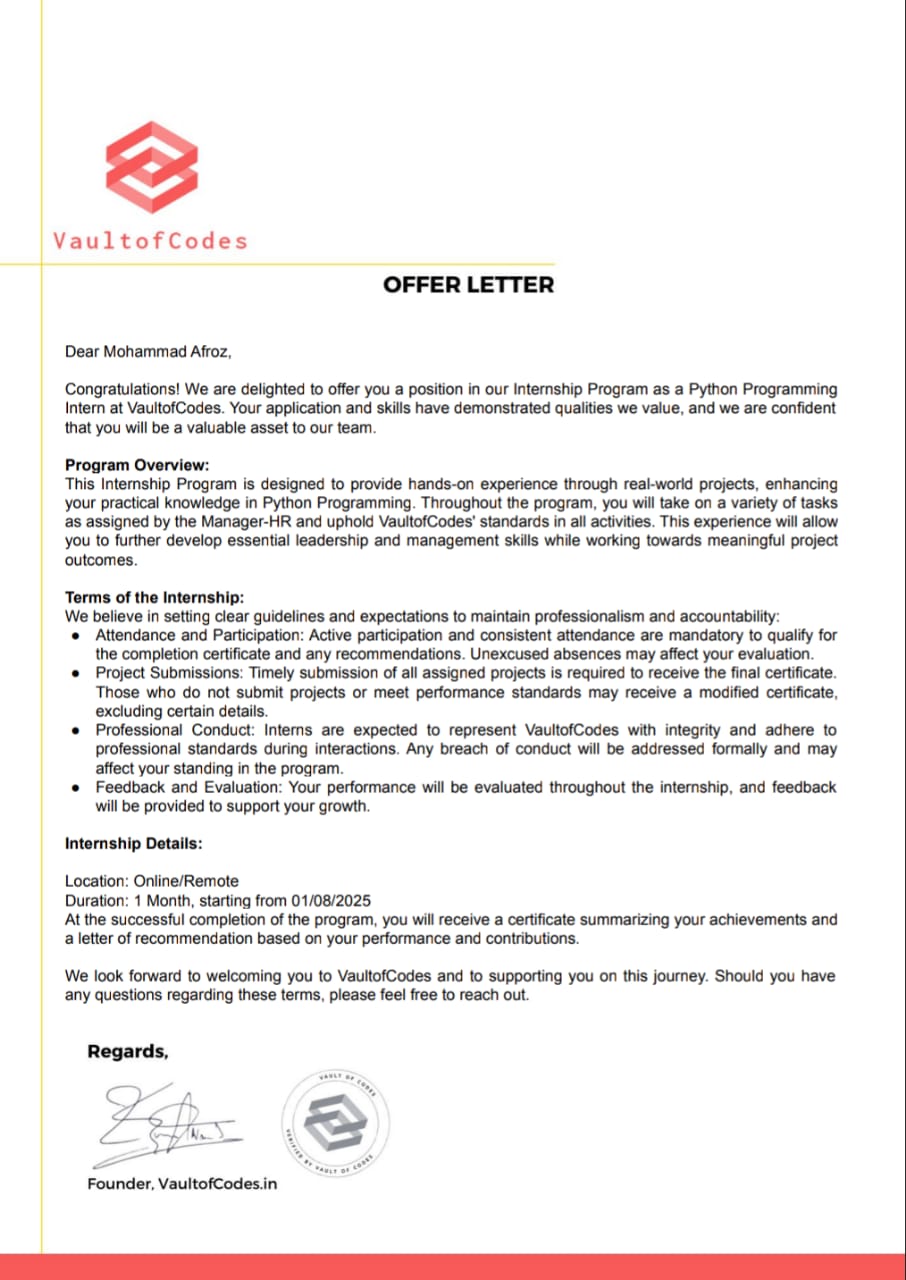 VaultofCodes
OFFER LETTER
Dear Mohammad Afroz,
Congratulations! We are delighted to offer you a position in our Internship Program as a Python Programming
Intern at VaultofCodes. Your application and skills have demonstrated qualities we value, and we are confident
that you will be a valuable asset to our team.
Program Overview:
This Internship Program is designed to provide hands-on experience through real-world projects, enhancing
your practical knowledge in Python Programming. Throughout the program, you will take on a variety of tasks
as assigned by the Manager-HR and uphold VaultofCodes' standards in all activities. This experience will allow
you to further develop essential leadership and management skills while working towards meaningful project
outcomes.
Terms of the Internship:
We believe in setting clear guidelines and expectations to maintain professionalism and accountability:
● Attendance and Participation: Active participation and consistent attendance are mandatory to qualify for
the completion certificate and any recommendations. Unexcused absences may affect your evaluation.
● Project Submissions: Timely submission of all assigned projects is required to receive the final certificate.
Those who do not submit projects or meet performance standards may receive a modified certificate,
excluding certain details.
● Professional Conduct: Interns are expected to represent VaultofCodes with integrity and adhere to
professional standards during interactions. Any breach of conduct will be addressed formally and may
affect your standing in the program.
● Feedback and Evaluation: Your performance will be evaluated throughout the internship, and feedback
will be provided to support your growth.
Internship Details:
Location: Online/Remote
Duration: 1 Month, starting from 01/08/2025
At the successful completion of the program, you will receive a certificate summarizing your achievements and
a letter of recommendation based on your performance and contributions.
We look forward to welcoming you to VaultofCodes and to supporting you on this journey. Should you have
any questions regarding these terms, please feel free to reach out.
Regards,
VAULT OF CODES
VERIFIED BY VAULT OF CODES
Founder, VaultofCodes.in